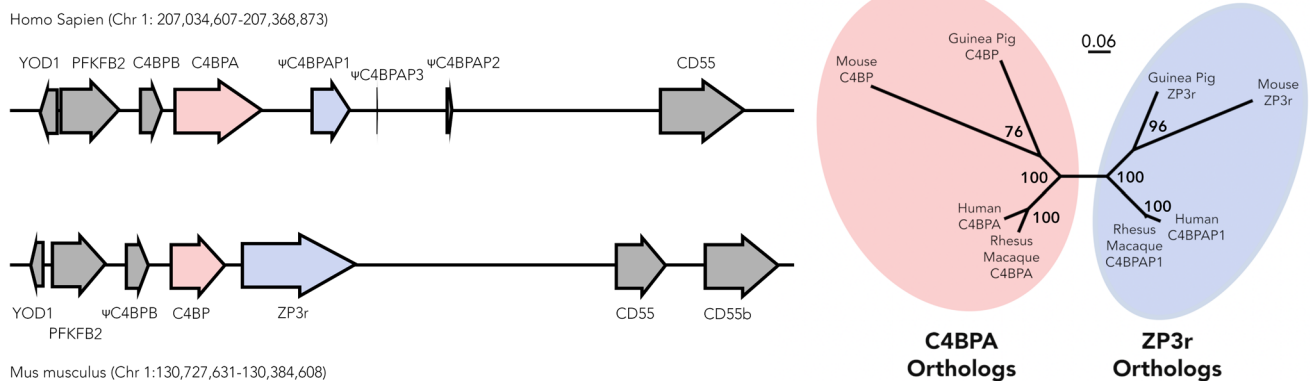 Homo Sapien (Chr 1: 207,034,607-207,368,873)
YOD1 PFKFB2 C4BPB C4BPA ψC4BPAP1 ψC4BPAP3 ψC4BPAP2 CD55
YOD1 PFKFB2 ψC4BPB C4BP ZP3r CD55 CD55b
Mus musculus (Chr 1:130,727,631-130,384,608)
0.06
Guinea Pig
C4BP
Mouse
C4BP
76
100
Human
C4BPA
100
Rhesus
Macaque
C4BPA
Guinea Pig
ZP3r
Mouse
ZP3r
96
100
100
Human
C4BPAP1
Rhesus
Macaque
C4BPAP1
C4BPA
Orthologs
ZP3r
Orthologs